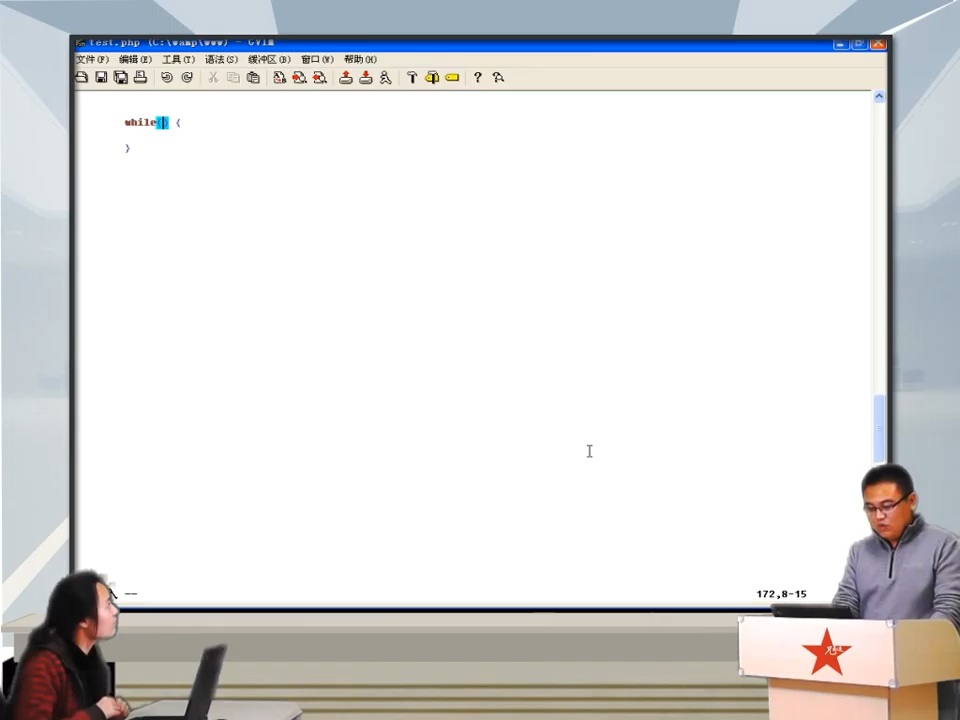 test.php (C:\wamp\www) - GVIM
文件(F) 编辑(E) 工具(T) 语法(S) 缓冲区(B) 窗口(W) 帮助(H)
while() {
}
入 --
172,8-15